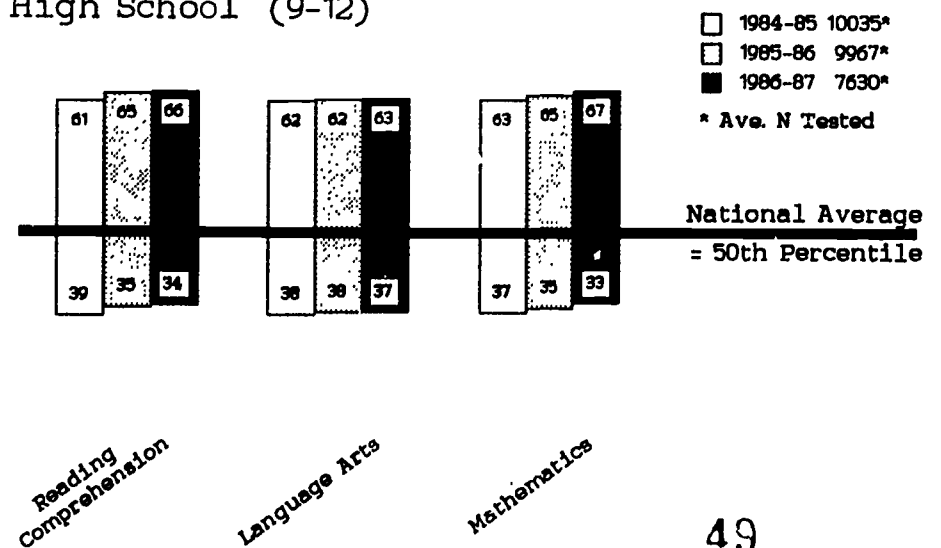 High School (9-12)
1984-85 10035*
1985-86 9967*
1986-87 7630*
* Ave. N Tested
61 65 66
62 62 63
63 65 67
National Average
= 50th Percentile
39 35 34
38 38 37
37 35 33
Reading
Comprehension
Language Arts
Mathematics
49